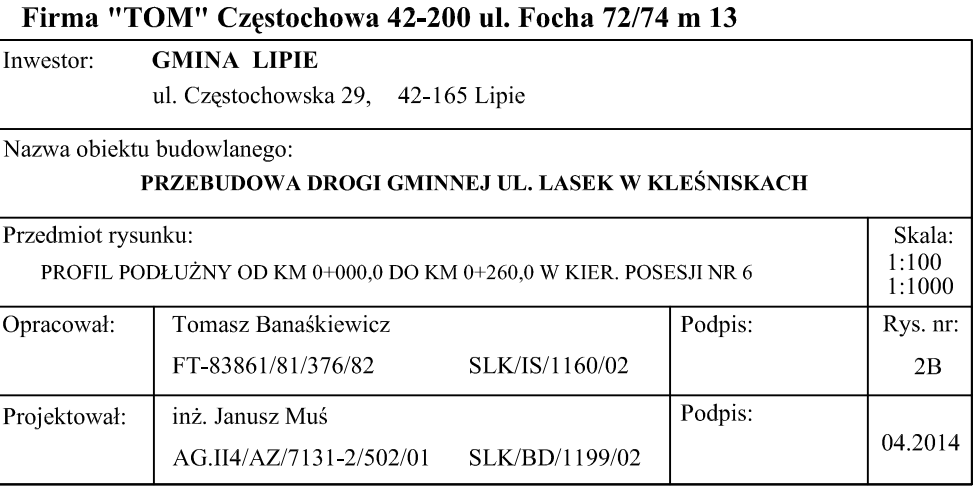 Firma "TOM" Częstochowa 42-200 ul. Focha 72/74 m 13
Inwestor: GMINA LIPIE
ul. Częstochowska 29, 42-165 Lipie
Nazwa obiektu budowlanego:
PRZEBUDOWA DROGI GMINNEJ UL. LASEK W KLEŚNISKACH
Przedmiot rysunku:
PROFIL PODŁUŻNY OD KM 0+000,0 DO KM 0+260,0 W KIER. POSESJI NR 6
Skala:
1:100
1:1000
Opracował: Tomasz Banaśkiewicz Podpis: Rys. nr:
FT-83861/81/376/82 SLK/IS/1160/02 2B
Projektował: inż. Janusz Muś Podpis:
AG.II4/AZ/7131-2/502/01 SLK/BD/1199/02 04.2014